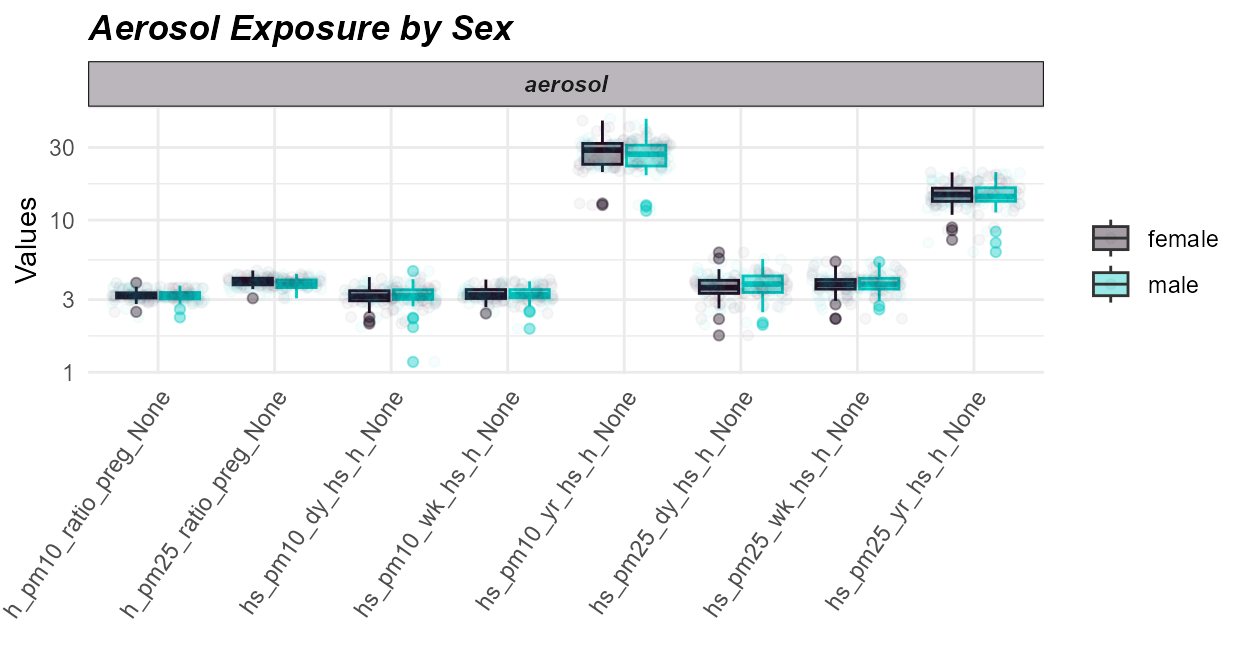 Aerosol Exposure by Sex
aerosol
Values
30
10
3
1
h_pm10_ratio_preg_None
h_pm25_ratio_preg_None
hs_pm10_dy_hs_h_None
hs_pm10_wk_hs_h_None
hs_pm10_yr_hs_h_None
hs_pm25_dy_hs_h_None
hs_pm25_wk_hs_h_None
hs_pm25_yr_hs_h_None
female
male